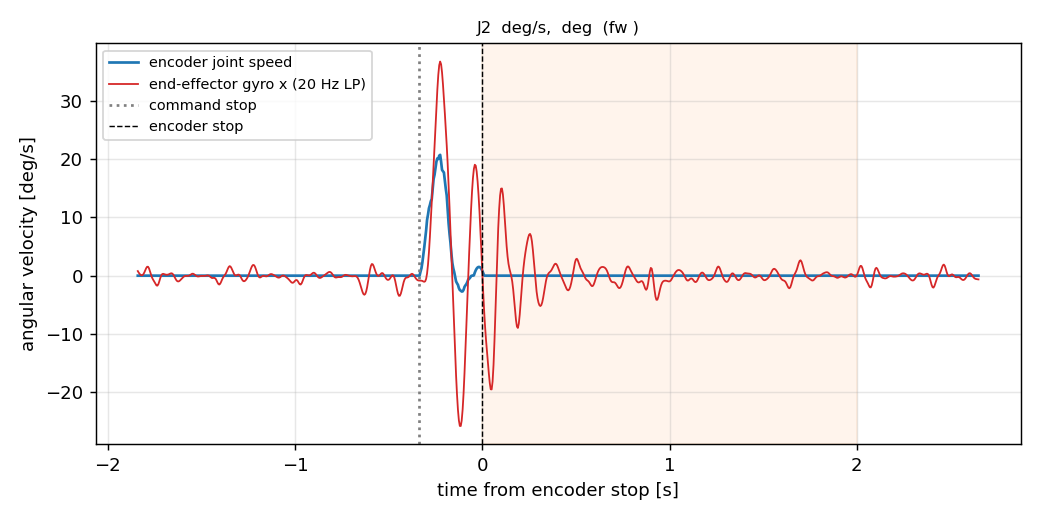 J2  deg/s,  deg  (fw )
encoder joint speed
end-effector gyro x (20 Hz LP)
command stop
encoder stop
angular velocity [deg/s]
30
20
10
0
−10
−20
−2
−1
0
1
2
time from encoder stop [s]